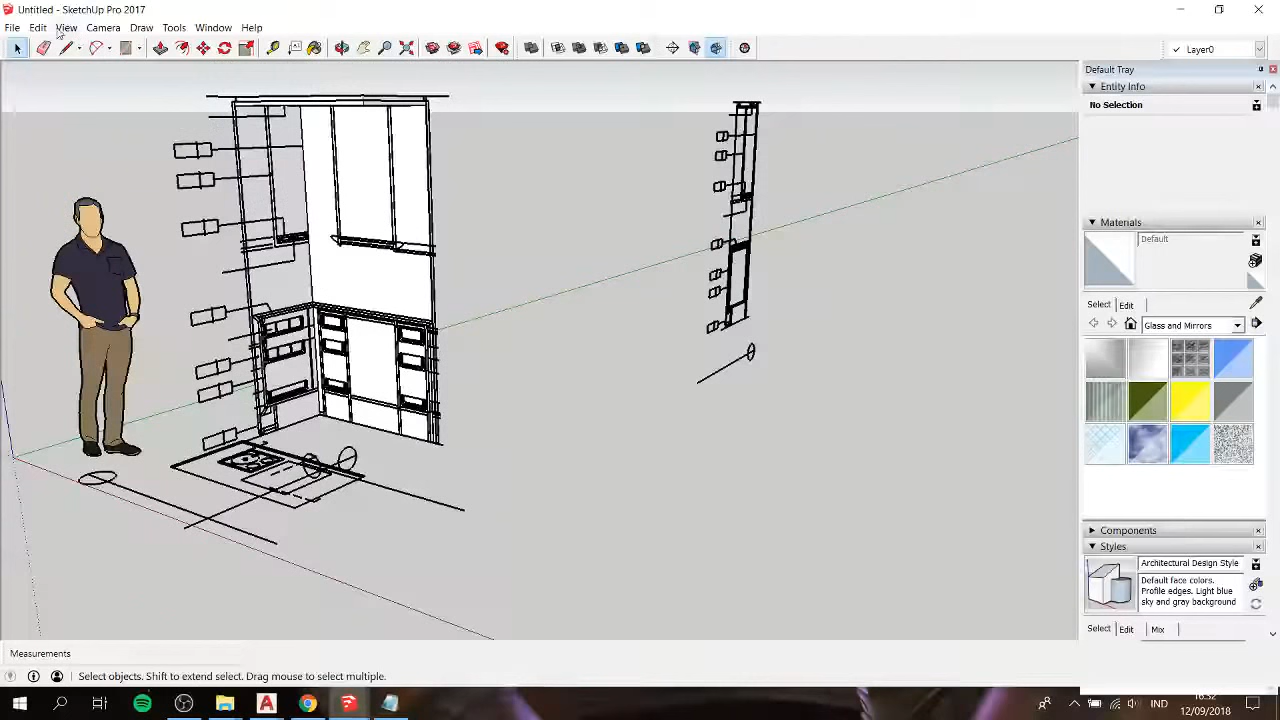 Untitled - SketchUp Pro 2017
File Edit View Camera Draw Tools Window Help
Layer0
Default Tray
Entity Info
No Selection
Materials
Default
Select Edit
Glass and Mirrors
Components
Styles
Architectural Design Style
Default face colors.
Profile edges. Light blue
sky and gray background
Select Edit Mix
Measurements
Select objects. Shift to extend select. Drag mouse to select multiple.
IND
16:32
12/09/2018